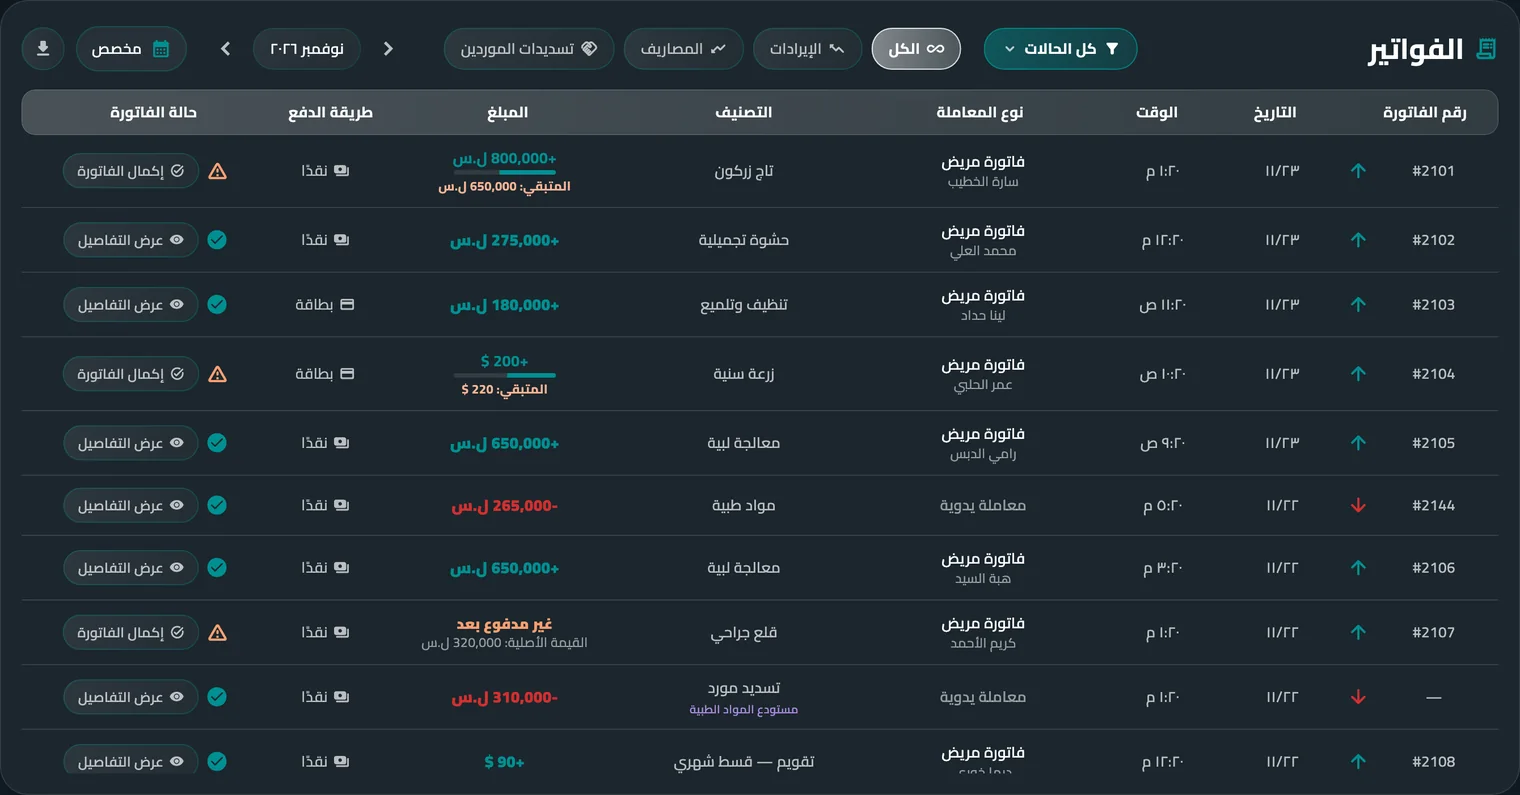 الفواتير
كل الحالات
الكل
الإيرادات
المصاريف
تسديدات الموردين
نوفمبر ٢٠٢٦
مخصص
رقم الفاتورة التاريخ الوقت نوع المعاملة التصنيف المبلغ طريقة الدفع حالة الفاتورة
#2101 ١١/٢٣ ١:٢٠ م فاتورة مريض تاج زركون +800,000 ل.س نقدًا إكمال الفاتورة
سارة الخطيب المتبقي: 650,000 ل.س
#2102 ١١/٢٣ ١٢:٢٠ م فاتورة مريض حشوة تجميلية +275,000 ل.س نقدًا عرض التفاصيل
محمد العلي
#2103 ١١/٢٣ ١١:٢٠ ص فاتورة مريض تنظيف وتلميع +180,000 ل.س بطاقة عرض التفاصيل
لينا حداد
#2104 ١١/٢٣ ١٠:٢٠ ص فاتورة مريض زرعة سنية +200 $ بطاقة إكمال الفاتورة
عمر الحلبي المتبقي: 220 $
#2105 ١١/٢٣ ٩:٢٠ ص فاتورة مريض معالجة لبية +650,000 ل.س نقدًا عرض التفاصيل
رامي الدبس
#2144 ١١/٢٢ ٥:٢٠ م معاملة يدوية مواد طبية -265,000 ل.س نقدًا عرض التفاصيل
#2106 ١١/٢٢ ٣:٢٠ م فاتورة مريض معالجة لبية +650,000 ل.س نقدًا عرض التفاصيل
هبة السيد
#2107 ١١/٢٢ ١:٢٠ م فاتورة مريض قلع جراحي غير مدفوع بعد نقدًا إكمال الفاتورة
كريم الأحمد القيمة الأصلية: 320,000 ل.س
— ١١/٢٢ ١:٢٠ م معاملة يدوية تسديد مورد -310,000 ل.س نقدًا عرض التفاصيل
مستودع المواد الطبية
#2108 ١١/٢٢ ١٢:٢٠ م فاتورة مريض تقويم — قسط شهري +90 $ نقدًا عرض التفاصيل